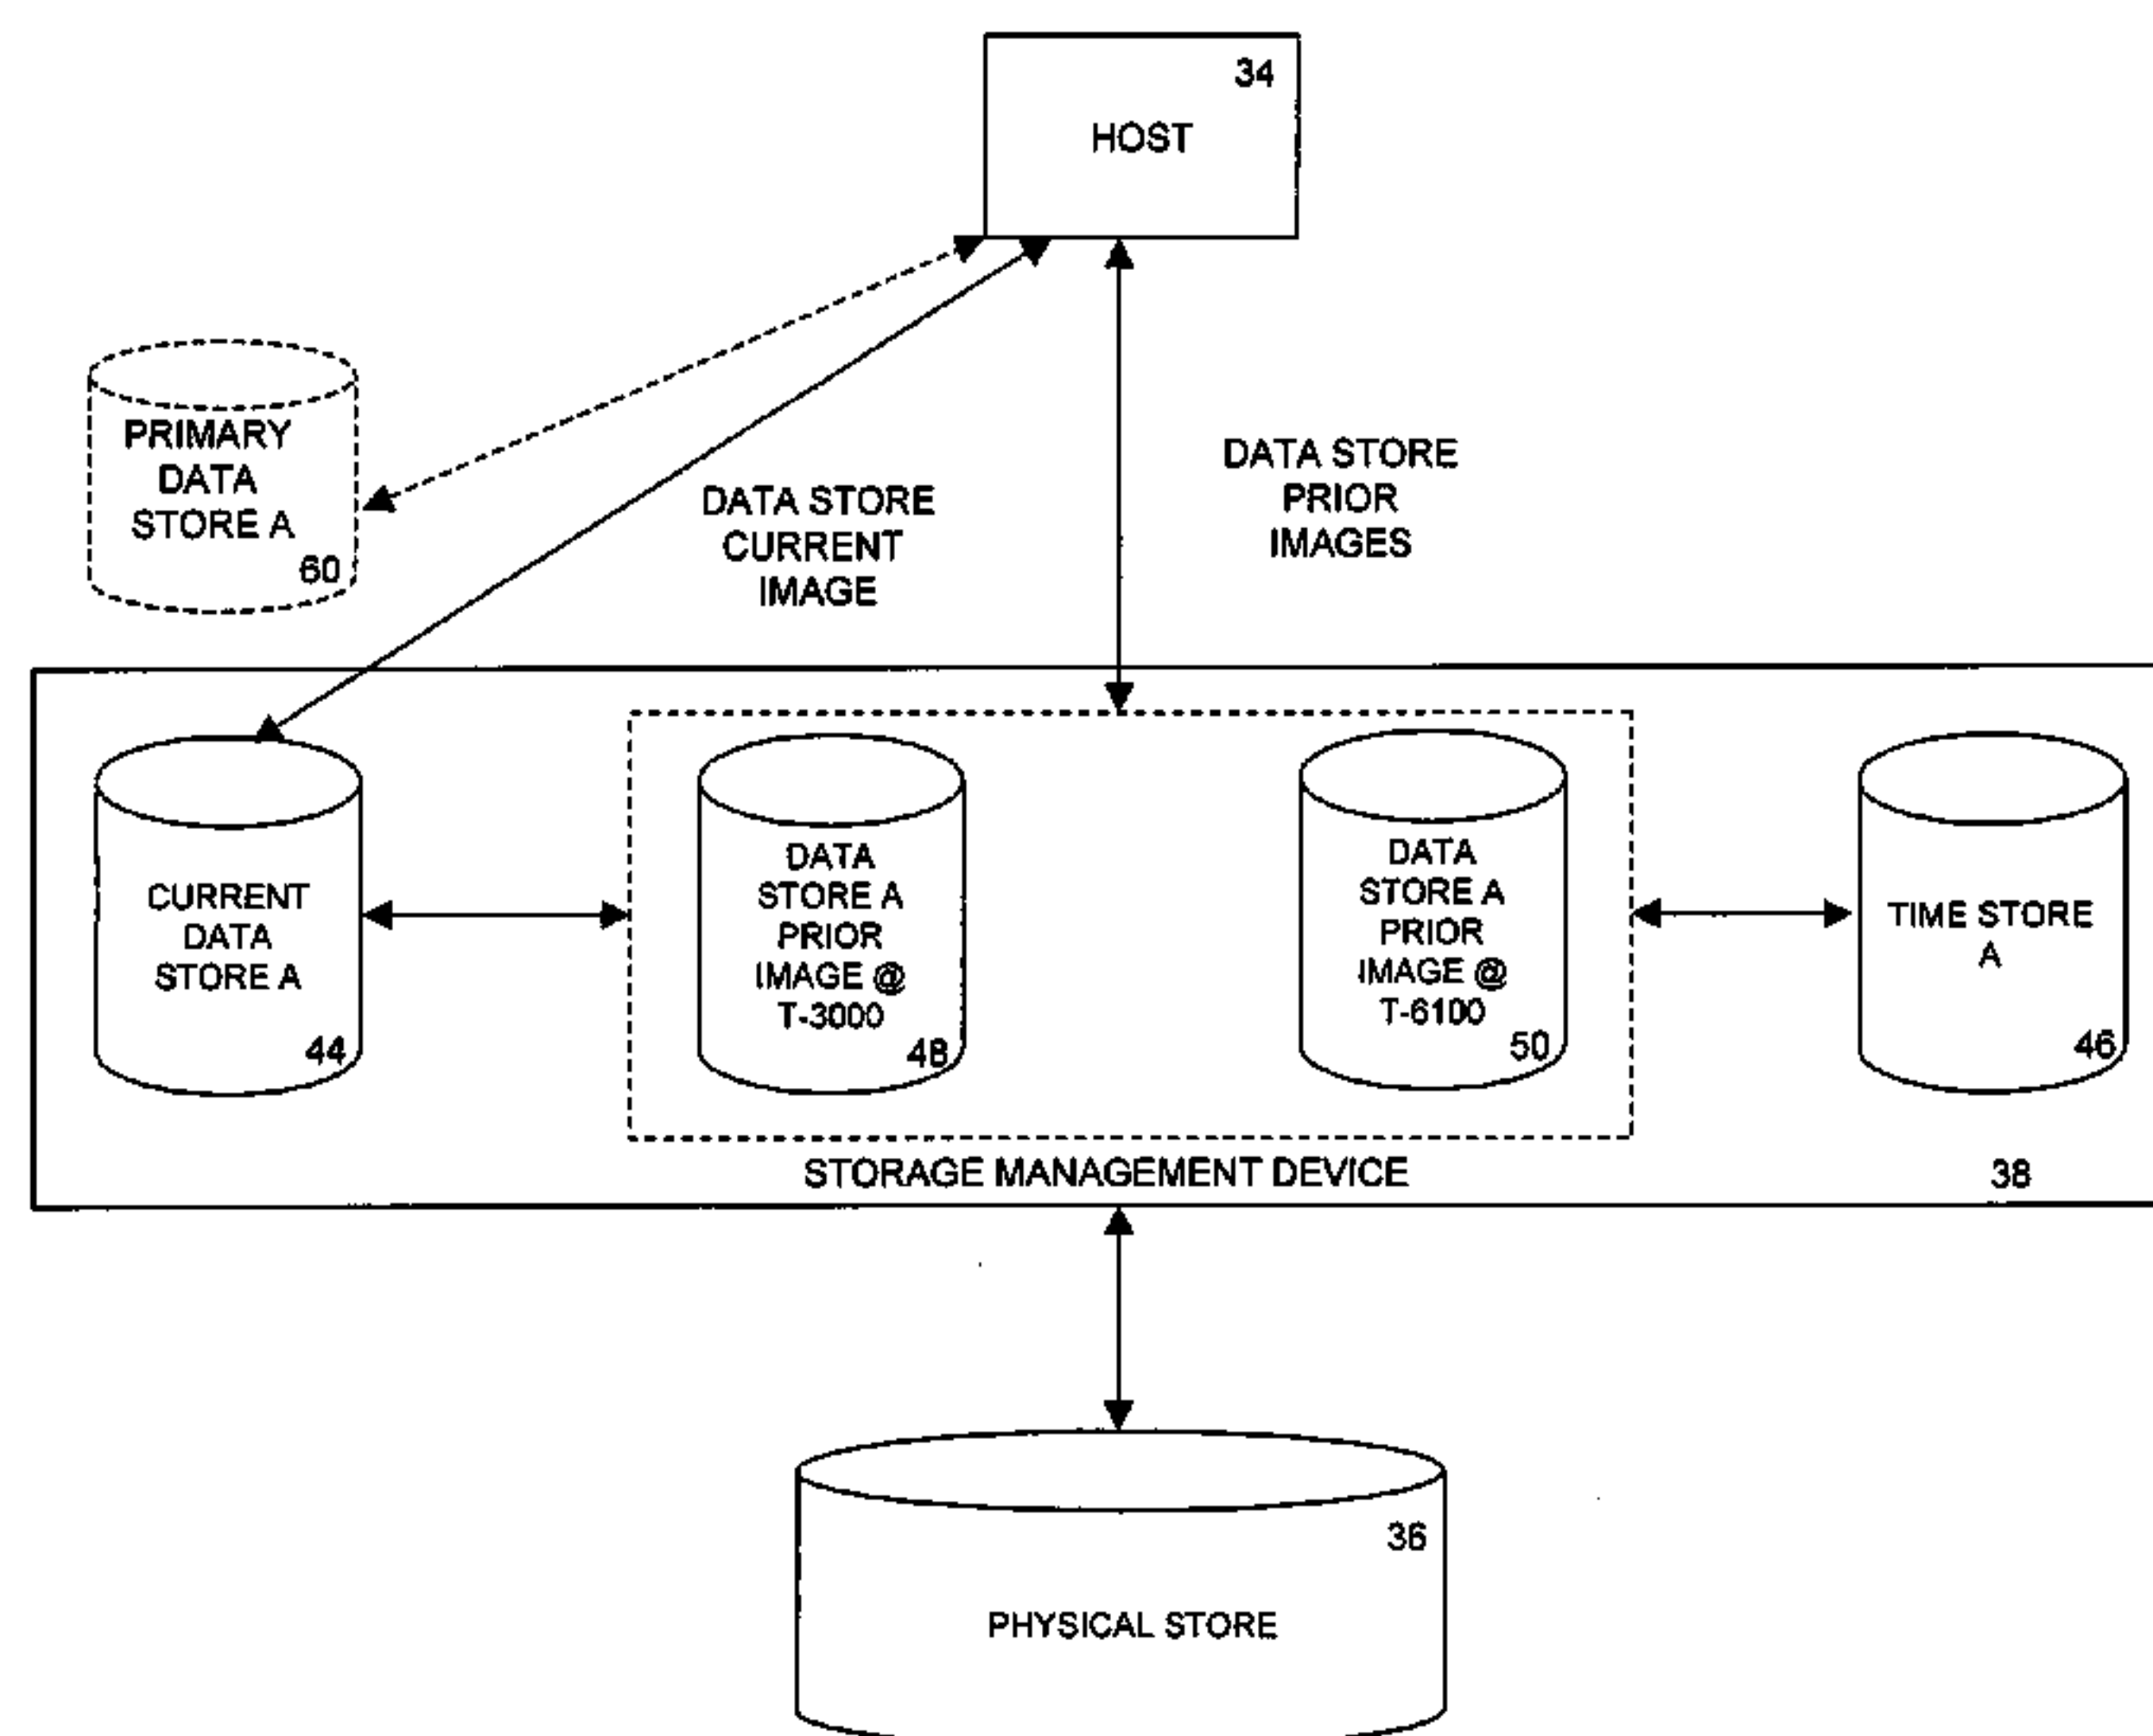 34
HOST
PRIMARY
DATA
STORE A
60
DATA STORE
CURRENT
IMAGE
DATA STORE
PRIOR
IMAGES
CURRENT
DATA
STORE A
44
DATA
STORE A
PRIOR
IMAGE @
T-3000
48
DATA
STORE A
PRIOR
IMAGE @
T-6100
50
TIME STORE
A
46
STORAGE MANAGEMENT DEVICE
38
36
PHYSICAL STORE